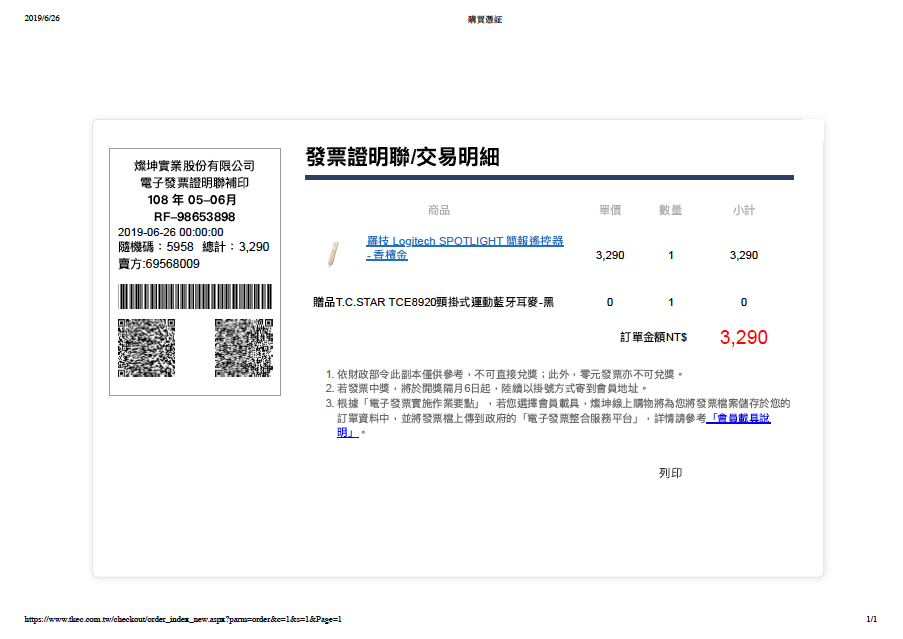 2019/6/26
購買憑証
燦坤實業股份有限公司
電子發票證明聯補印
108 年 05–06月
RF–98653898
2019-06-26 00:00:00
隨機碼：5958 總計：3,290
賣方:69568009
發票證明聯/交易明細
商品 單價 數量 小計
羅技 Logitech SPOTLIGHT 簡報遙控器
- 香檳金
3,290 1 3,290
贈品T.C.STAR TCE8920頸掛式運動藍牙耳麥-黑 0 1 0
訂單金額NT$ 3,290
1. 依財政部令此副本僅供參考，不可直接兌獎；此外，零元發票亦不可兌獎。
2. 若發票中獎，將於開獎隔月6日起，陸續以掛號方式寄到會員地址。
3. 根據「電子發票實施作業要點」，若您選擇會員載具，燦坤線上購物將為您將發票檔案儲存於您的
訂單資料中，並將發票檔上傳到政府的「電子發票整合服務平台」，詳情請參考「會員載具說
明」。
列印
https://www.tkec.com.tw/checkout/order_index_new.aspx?parm=order&c=1&s=1&Page=1
1/1